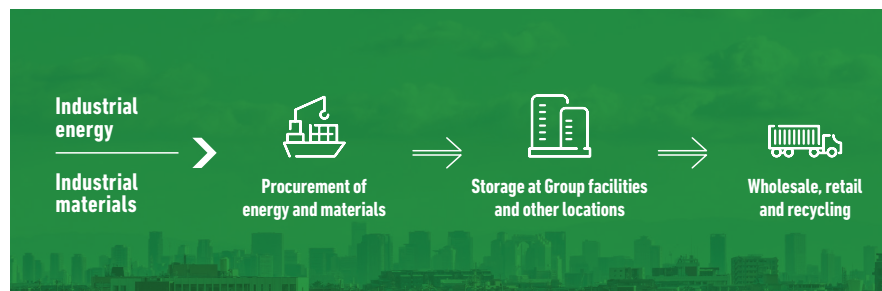 Industrial
energy
Industrial
materials
Procurement of
energy and materials
Storage at Group facilities
and other locations
Wholesale, retail
and recycling